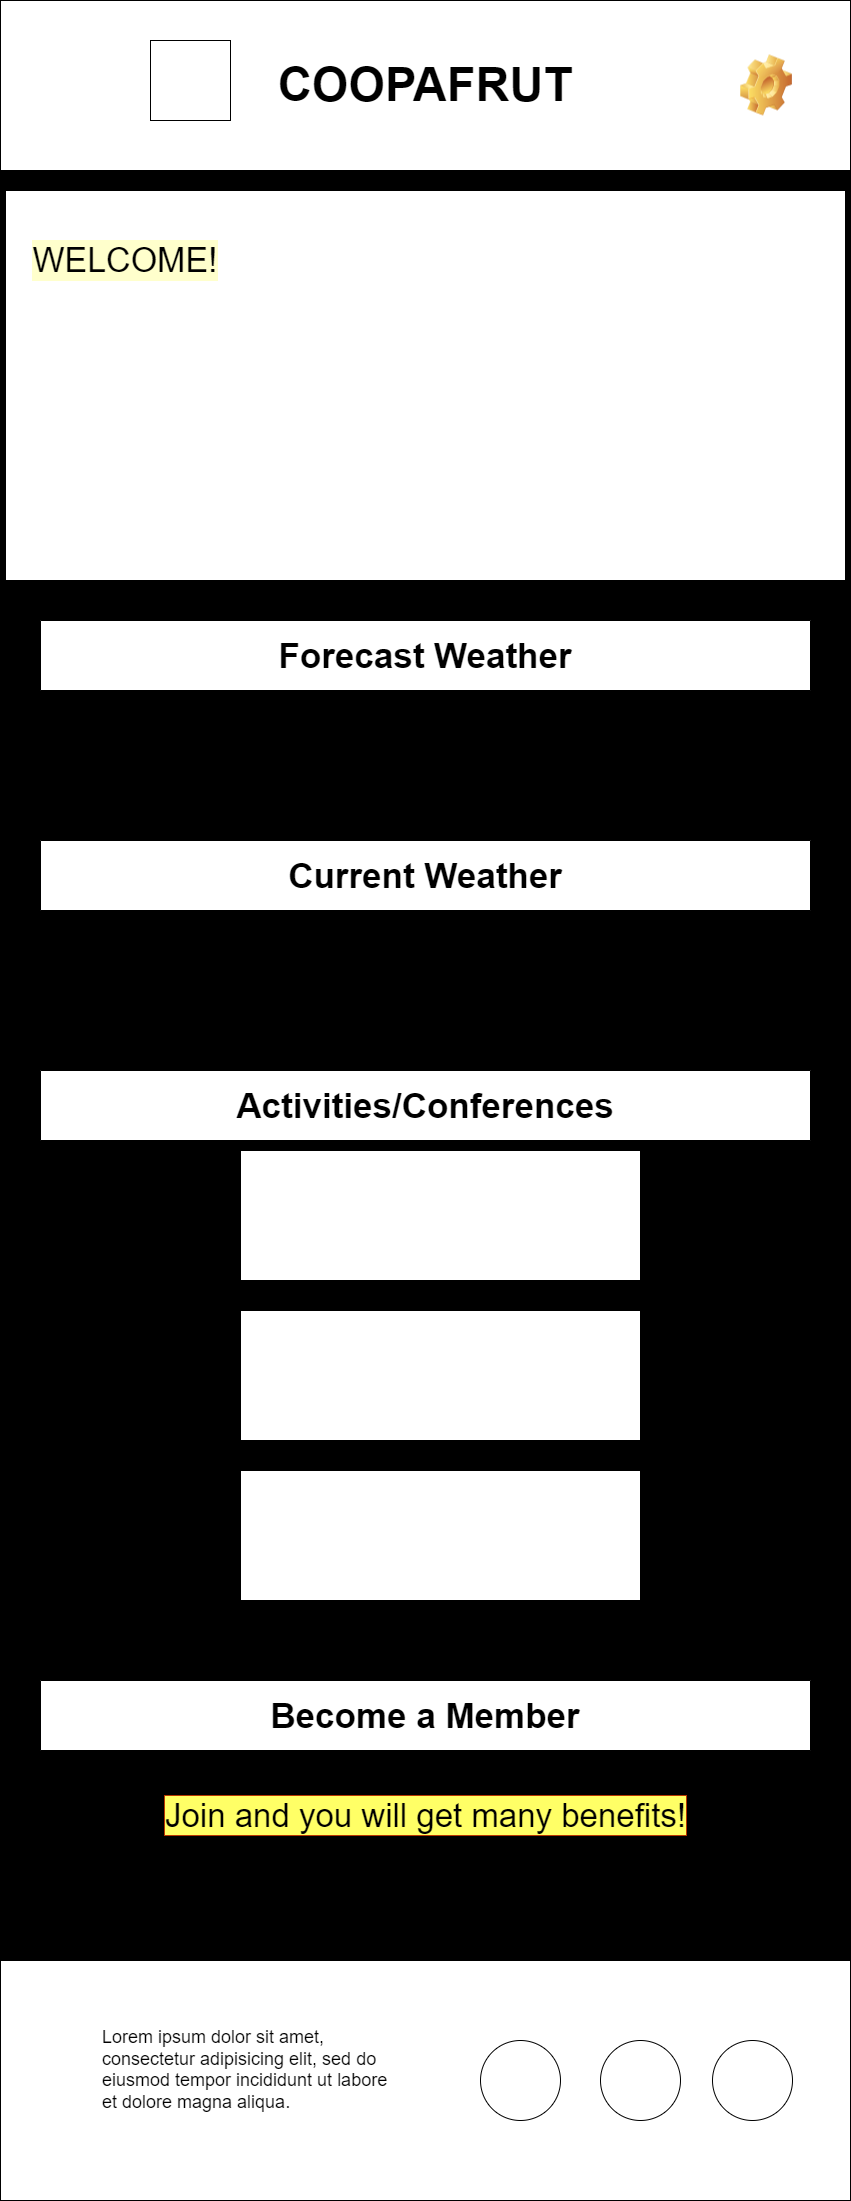 COOPAFRUT
WELCOME!
Forecast Weather
Current Weather
Activities/Conferences
Become a Member
Join and you will get many benefits!
Lorem ipsum dolor sit amet,
consectetur adipisicing elit, sed do
eiusmod tempor incididunt ut labore
et dolore magna aliqua.